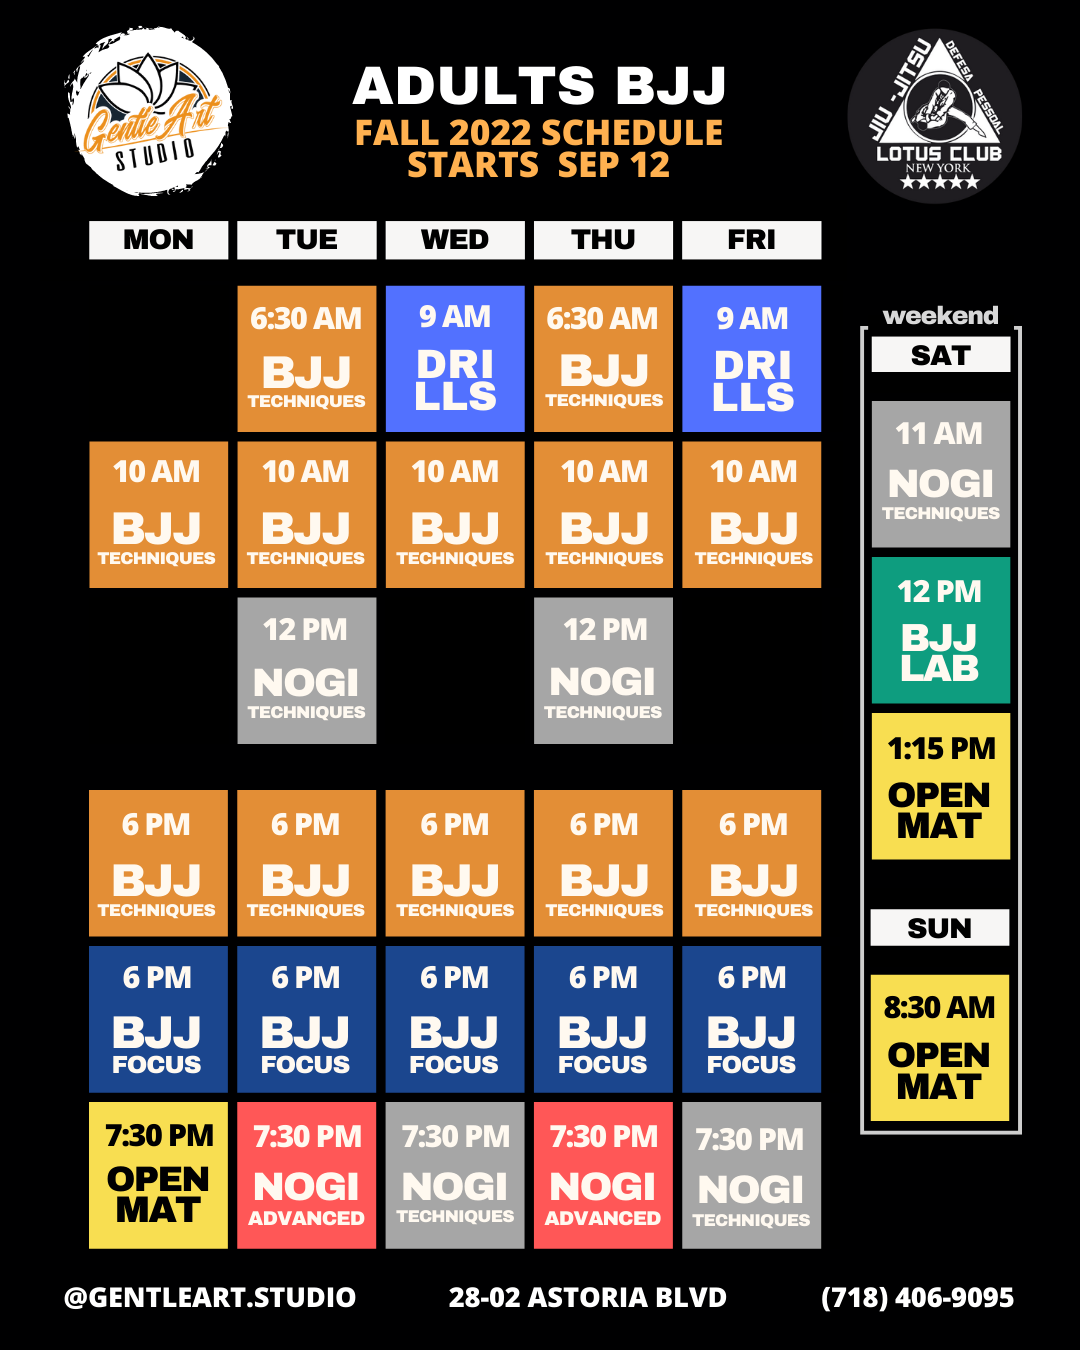 Gentle Art
STUDIO
ADULTS BJJ
FALL 2022 SCHEDULE
STARTS SEP 12
JIU-JITSU
DEFESA PESSOAL
LOTUS CLUB
NEW YORK
MON TUE WED THU FRI
6:30 AM 9 AM 6:30 AM 9 AM
BJJ DRI BJJ DRI
TECHNIQUES LLS TECHNIQUES LLS
10 AM 10 AM 10 AM 10 AM 10 AM
BJJ BJJ BJJ BJJ BJJ
TECHNIQUES TECHNIQUES TECHNIQUES TECHNIQUES TECHNIQUES
12 PM 12 PM
NOGI NOGI
TECHNIQUES TECHNIQUES
6 PM 6 PM 6 PM 6 PM 6 PM
BJJ BJJ BJJ BJJ BJJ
TECHNIQUES TECHNIQUES TECHNIQUES TECHNIQUES TECHNIQUES
6 PM 6 PM 6 PM 6 PM 6 PM
BJJ BJJ BJJ BJJ BJJ
FOCUS FOCUS FOCUS FOCUS FOCUS
7:30 PM 7:30 PM 7:30 PM 7:30 PM 7:30 PM
OPEN NOGI NOGI NOGI NOGI
MAT ADVANCED TECHNIQUES ADVANCED TECHNIQUES
weekend
SAT
11 AM
NOGI
TECHNIQUES
12 PM
BJJ
LAB
1:15 PM
OPEN
MAT
SUN
8:30 AM
OPEN
MAT
@GENTLEART.STUDIO 28-02 ASTORIA BLVD (718) 406-9095